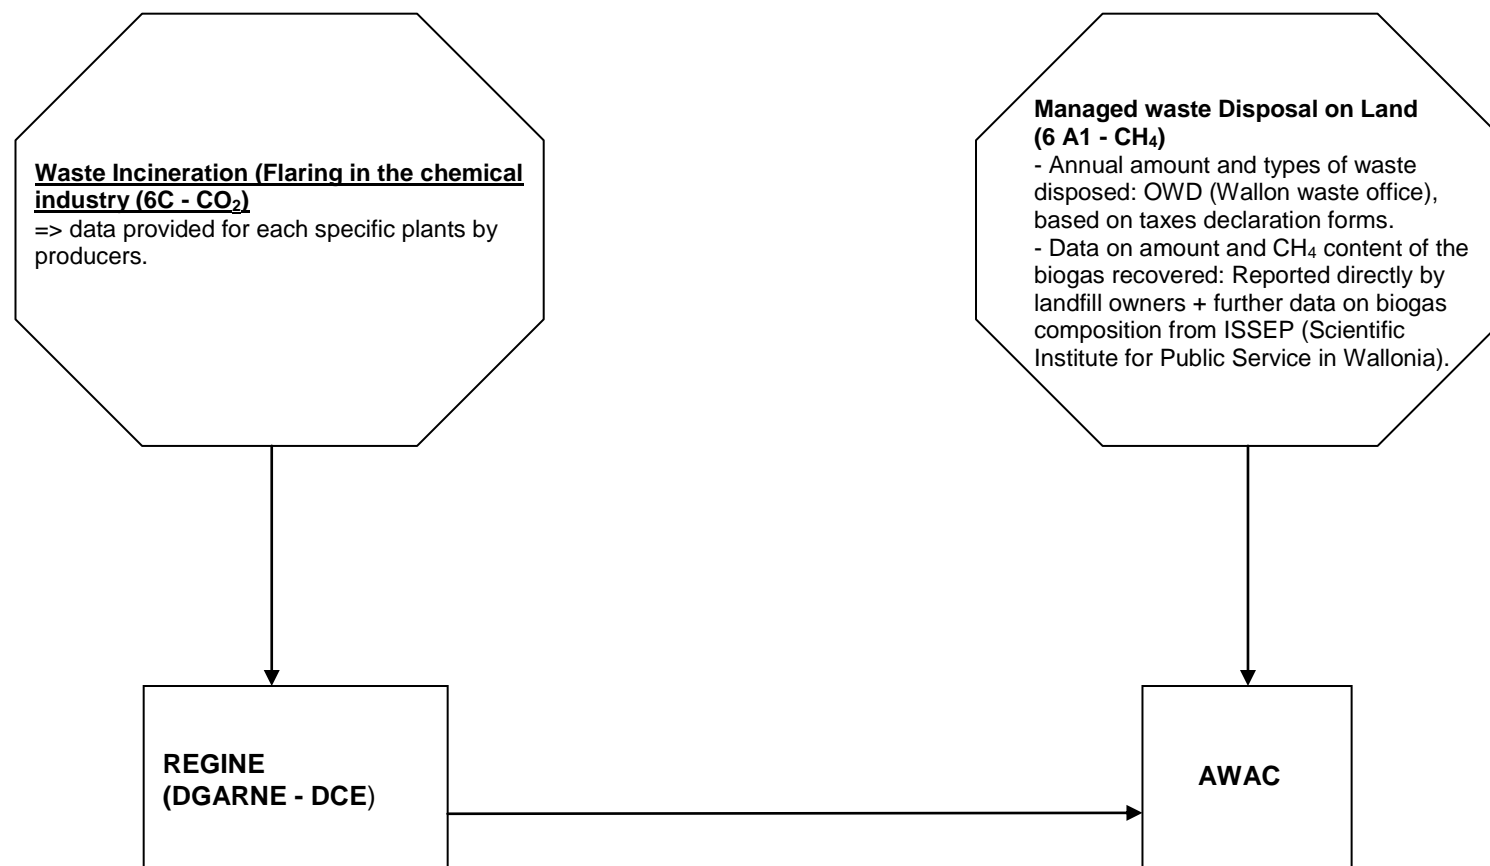 Waste Incineration (Flaring in the chemical
industry (6C - CO₂)
=> data provided for each specific plants by
producers.
Managed waste Disposal on Land
(6 A1 - CH₄)
- Annual amount and types of waste
disposed: OWD (Wallon waste office),
based on taxes declaration forms.
- Data on amount and CH₄ content of the
biogas recovered: Reported directly by
landfill owners + further data on biogas
composition from ISSEP (Scientific
Institute for Public Service in Wallonia).
REGINE
(DGARNE - DCE)
AWAC